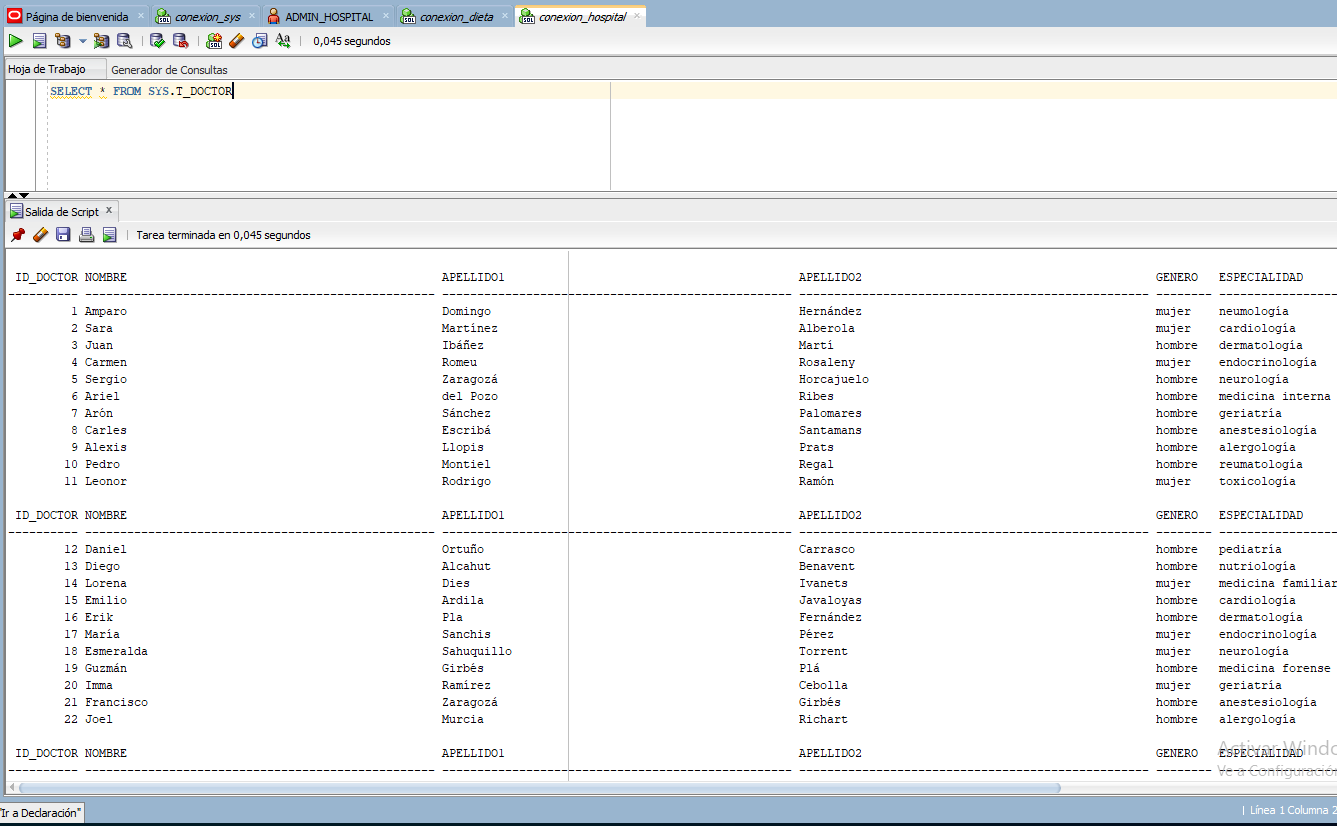 Página de bienvenida conexion_sys ADMIN_HOSPITAL conexion_dieta conexion_hospital
0,045 segundos
Hoja de Trabajo Generador de Consultas
SELECT * FROM SYS.T_DOCTOR
Salida de Script
Tarea terminada en 0,045 segundos
ID_DOCTOR NOMBRE APELLIDO1 APELLIDO2 GENERO ESPECIALIDAD
1 Amparo Domingo Hernández mujer neumología
2 Sara Martínez Alberola mujer cardiología
3 Juan Ibáñez Martí hombre dermatología
4 Carmen Romeu Rosaleny mujer endocrinología
5 Sergio Zaragozá Horcajuelo hombre neurología
6 Ariel del Pozo Ribes hombre medicina interna
7 Arón Sánchez Palomares hombre geriatría
8 Carles Escribá Santamans hombre anestesiología
9 Alexis Llopis Prats hombre alergología
10 Pedro Montiel Regal hombre reumatología
11 Leonor Rodrigo Ramón mujer toxicología
ID_DOCTOR NOMBRE APELLIDO1 APELLIDO2 GENERO ESPECIALIDAD
12 Daniel Ortuño Carrasco hombre pediatría
13 Diego Alcahut Benavent hombre nutriología
14 Lorena Dies Ivanets mujer medicina familiar
15 Emilio Ardila Javaloyas hombre cardiología
16 Erik Pla Fernández hombre dermatología
17 María Sanchis Pérez mujer endocrinología
18 Esmeralda Sahuquillo Torrent mujer neurología
19 Guzmán Girbés Plá hombre medicina forense
20 Imma Ramírez Cebolla mujer geriatría
21 Francisco Zaragozá Girbés hombre anestesiología
22 Joel Murcia Richart hombre alergología
ID_DOCTOR NOMBRE APELLIDO1 APELLIDO2 GENERO ESPECIALIDAD
Activar Windo
Ve a Configuración
"Ir a Declaración"
| Línea 1 Columna 2